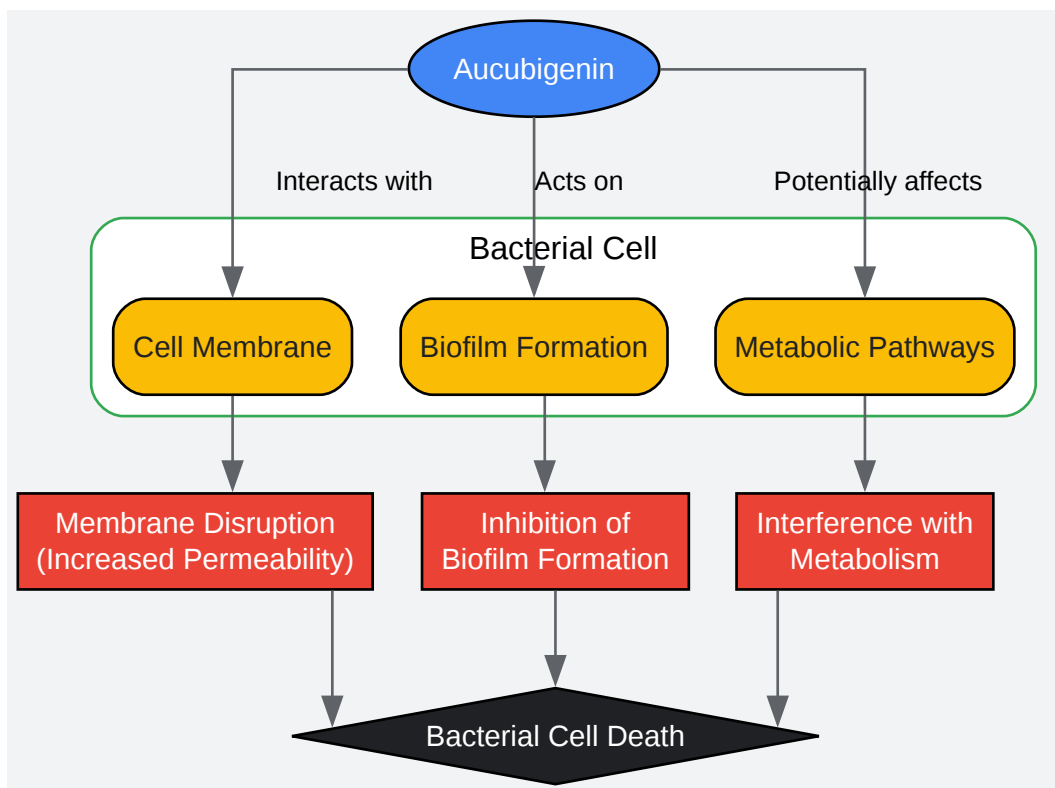 Aucubigenin
Interacts with
Acts on
Potentially affects
Bacterial Cell
Cell Membrane
Biofilm Formation
Metabolic Pathways
Membrane Disruption
(Increased Permeability)
Inhibition of
Biofilm Formation
Interference with
Metabolism
Bacterial Cell Death